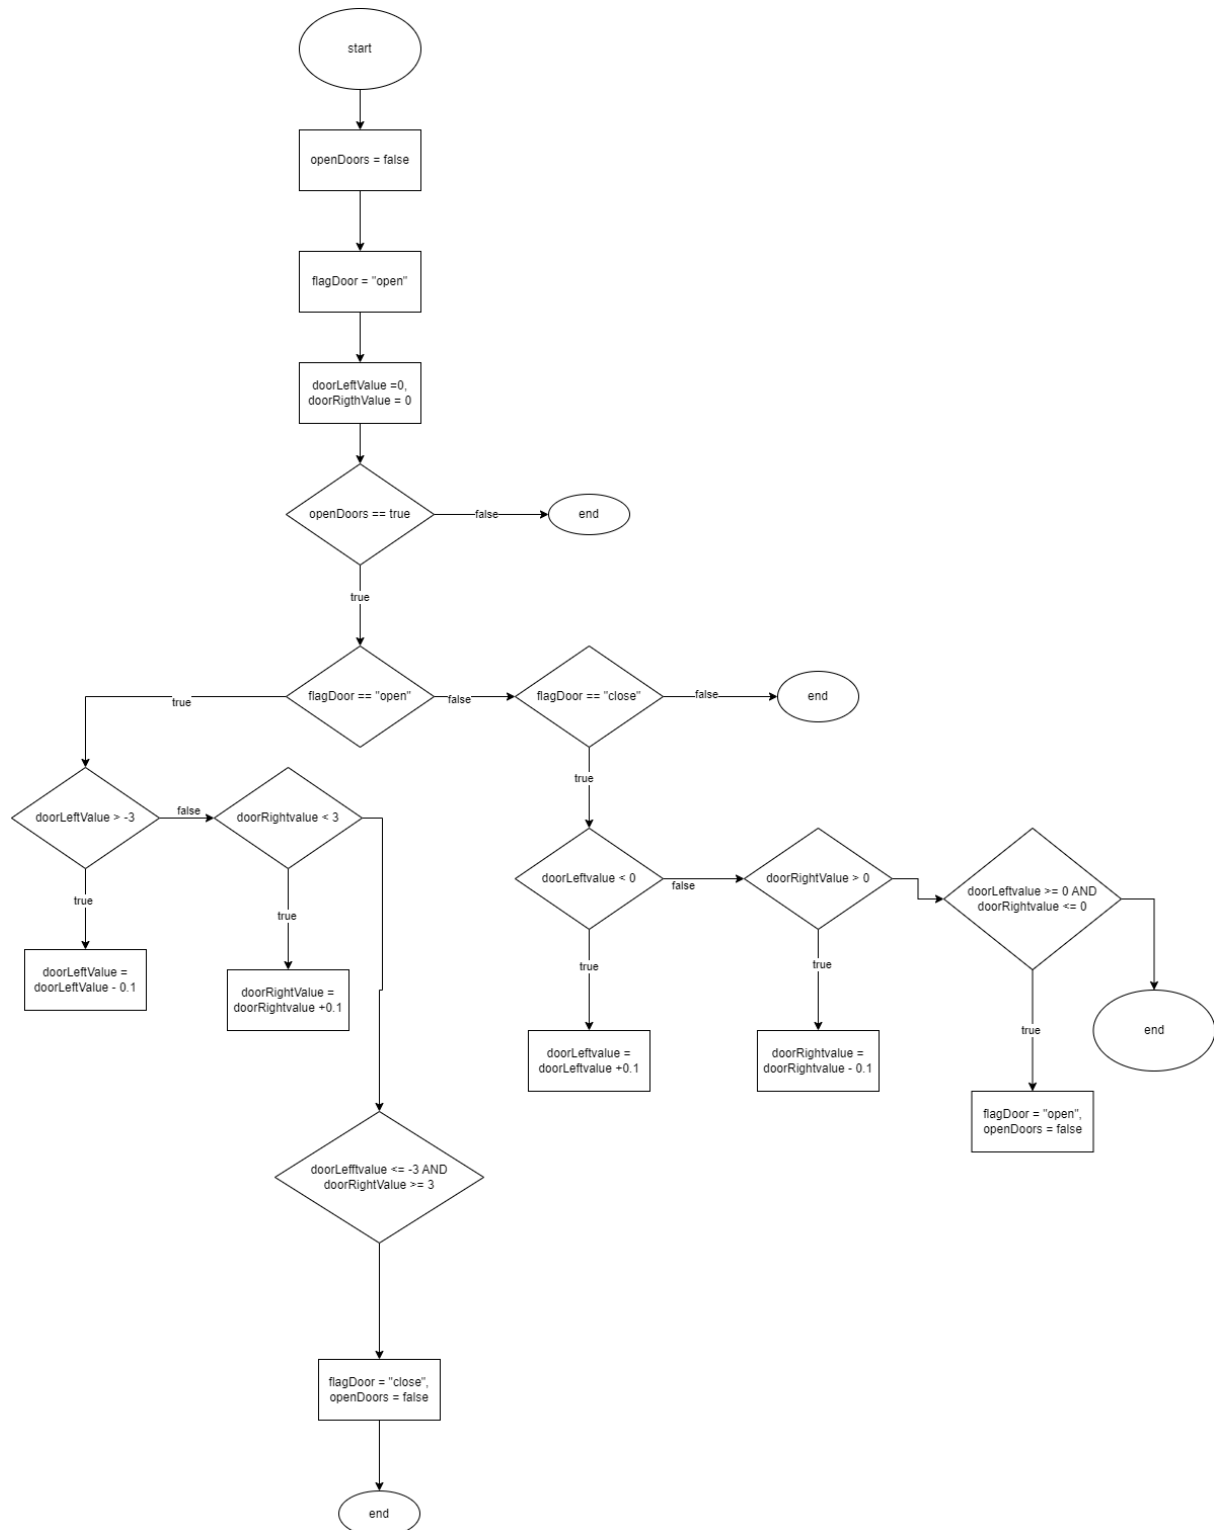 start
openDoors = false
flagDoor = "open"
doorLeftValue =0,
doorRigthValue = 0
openDoors == true
false
end
true
flagDoor == "open"
false
flagDoor == "close"
false
end
true
true
doorLeftValue > -3
false
doorRightvalue < 3
doorLeftvalue < 0
false
doorRightValue > 0
doorLeftvalue >= 0 AND
doorRightvalue <= 0
true
true
true
true
true
doorLeftValue =
doorLeftValue - 0.1
doorRightValue =
doorRightvalue +0.1
doorLeftvalue =
doorLeftvalue +0.1
doorRightvalue =
doorRightvalue - 0.1
end
flagDoor = "open",
openDoors = false
doorLefftvalue <= -3 AND
doorRightValue >= 3
flagDoor = "close",
openDoors = false
end